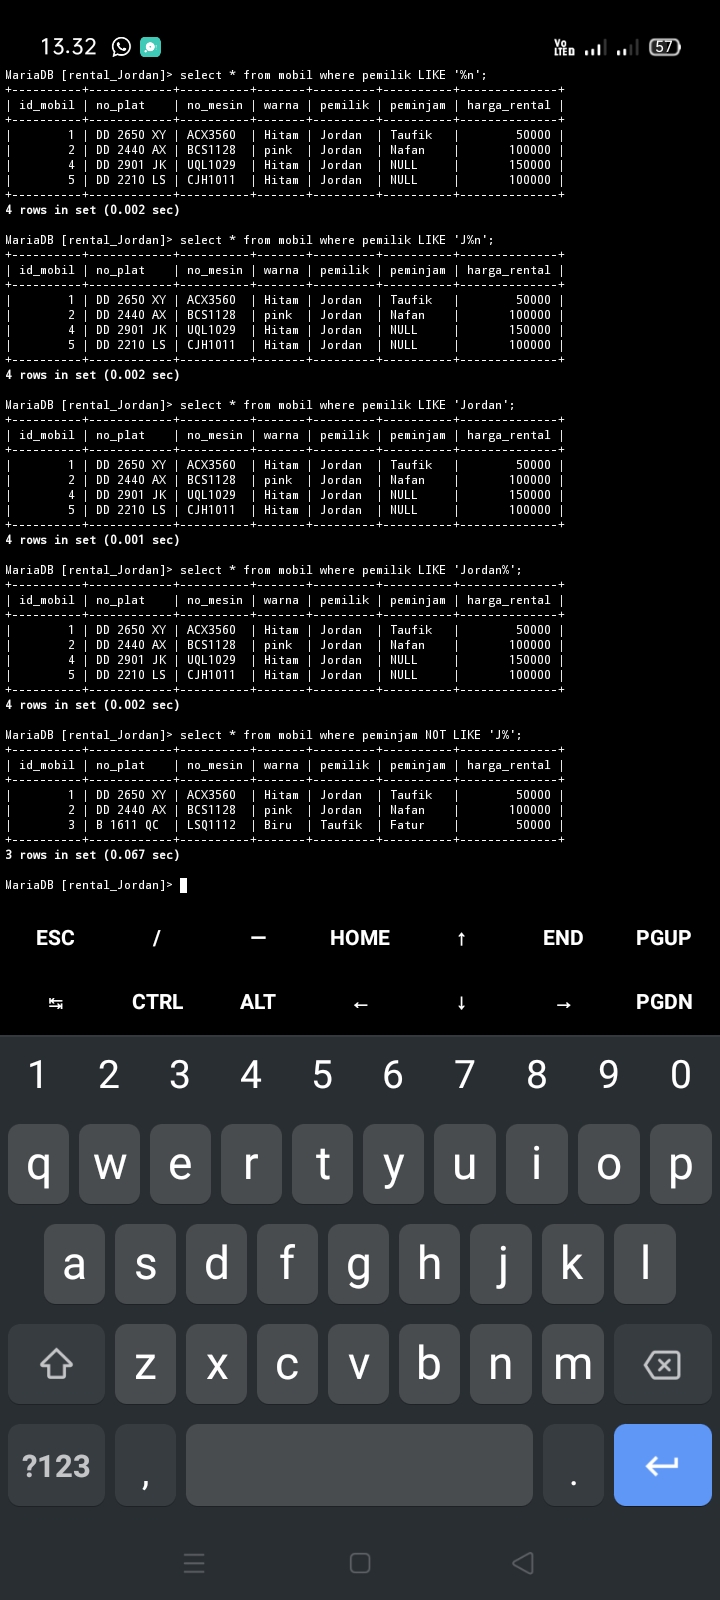 13.32
Vo LTED
57
MariaDB [rental_Jordan]> select * from mobil where pemilik LIKE '%n';
+----------+------------+----------+-------+---------+----------+--------------+
| id_mobil | no_plat    | no_mesin | warna | pemilik | peminjam | harga_rental |
+----------+------------+----------+-------+---------+----------+--------------+
|        1 | DD 2650 XY | ACX3560  | Hitam | Jordan  | Taufik   |        50000 |
|        2 | DD 2440 AX | BCS1128  | pink  | Jordan  | Nafan    |       100000 |
|        4 | DD 2901 JK | UQL1029  | Hitam | Jordan  | NULL     |       150000 |
|        5 | DD 2210 LS | CJH1011  | Hitam | Jordan  | NULL     |       100000 |
+----------+------------+----------+-------+---------+----------+--------------+
4 rows in set (0.002 sec)
MariaDB [rental_Jordan]> select * from mobil where pemilik LIKE 'J%n';
+----------+------------+----------+-------+---------+----------+--------------+
| id_mobil | no_plat    | no_mesin | warna | pemilik | peminjam | harga_rental |
+----------+------------+----------+-------+---------+----------+--------------+
|        1 | DD 2650 XY | ACX3560  | Hitam | Jordan  | Taufik   |        50000 |
|        2 | DD 2440 AX | BCS1128  | pink  | Jordan  | Nafan    |       100000 |
|        4 | DD 2901 JK | UQL1029  | Hitam | Jordan  | NULL     |       150000 |
|        5 | DD 2210 LS | CJH1011  | Hitam | Jordan  | NULL     |       100000 |
+----------+------------+----------+-------+---------+----------+--------------+
4 rows in set (0.002 sec)
MariaDB [rental_Jordan]> select * from mobil where pemilik LIKE 'Jordan';
+----------+------------+----------+-------+---------+----------+--------------+
| id_mobil | no_plat    | no_mesin | warna | pemilik | peminjam | harga_rental |
+----------+------------+----------+-------+---------+----------+--------------+
|        1 | DD 2650 XY | ACX3560  | Hitam | Jordan  | Taufik   |        50000 |
|        2 | DD 2440 AX | BCS1128  | pink  | Jordan  | Nafan    |       100000 |
|        4 | DD 2901 JK | UQL1029  | Hitam | Jordan  | NULL     |       150000 |
|        5 | DD 2210 LS | CJH1011  | Hitam | Jordan  | NULL     |       100000 |
+----------+------------+----------+-------+---------+----------+--------------+
4 rows in set (0.001 sec)
MariaDB [rental_Jordan]> select * from mobil where pemilik LIKE 'Jordan%';
+----------+------------+----------+-------+---------+----------+--------------+
| id_mobil | no_plat    | no_mesin | warna | pemilik | peminjam | harga_rental |
+----------+------------+----------+-------+---------+----------+--------------+
|        1 | DD 2650 XY | ACX3560  | Hitam | Jordan  | Taufik   |        50000 |
|        2 | DD 2440 AX | BCS1128  | pink  | Jordan  | Nafan    |       100000 |
|        4 | DD 2901 JK | UQL1029  | Hitam | Jordan  | NULL     |       150000 |
|        5 | DD 2210 LS | CJH1011  | Hitam | Jordan  | NULL     |       100000 |
+----------+------------+----------+-------+---------+----------+--------------+
4 rows in set (0.002 sec)
MariaDB [rental_Jordan]> select * from mobil where peminjam NOT LIKE 'J%';
+----------+------------+----------+-------+---------+----------+--------------+
| id_mobil | no_plat    | no_mesin | warna | pemilik | peminjam | harga_rental |
+----------+------------+----------+-------+---------+----------+--------------+
|        1 | DD 2650 XY | ACX3560  | Hitam | Jordan  | Taufik   |        50000 |
|        2 | DD 2440 AX | BCS1128  | pink  | Jordan  | Nafan    |       100000 |
|        3 | B 1611 QC  | LSQ1112  | Biru  | Taufik  | Fatur    |        50000 |
+----------+------------+----------+-------+---------+----------+--------------+
3 rows in set (0.067 sec)
MariaDB [rental_Jordan]>
ESC / — HOME ↑ END PGUP
↹ CTRL ALT ← ↓ → PGDN
1 2 3 4 5 6 7 8 9 0
q w e r t y u i o p
a s d f g h j k l
z x c v b n m
?123 , .